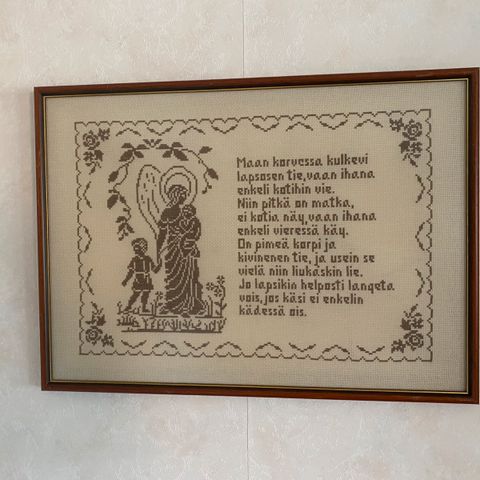 Maan korvessa kulkevi
lapsosen tie, vaan ihana
enkeli kotihin vie.
Niin pitkä on matka,
ei kotia näy, vaan ihana
enkeli vieressä käy.
On pimeä korpi ja
kivinenen tie, ja usein se
vielä niin liukaskin lie.
Jo lapsikin helposti langeta
vois, jos käsi ei enkelin
kädessä ois.